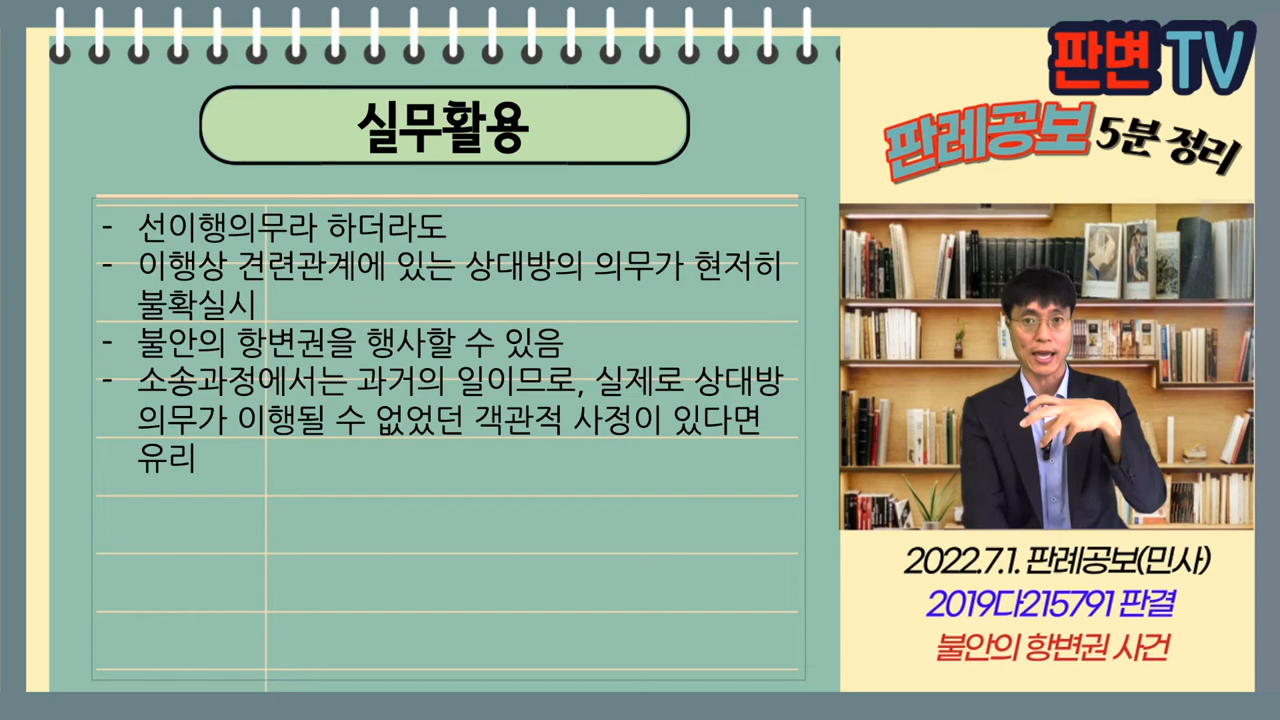 판변 TV
판례공보 5분 정리
실무활용
- 선이행의무라 하더라도
- 이행상 견련관계에 있는 상대방의 의무가 현저히
불확실시
- 불안의 항변권을 행사할 수 있음
- 소송과정에서는 과거의 일이므로, 실제로 상대방
의무가 이행될 수 없었던 객관적 사정이 있다면
유리
2022.7.1. 판례공보(민사)
2019다215791 판결
불안의 항변권 사건